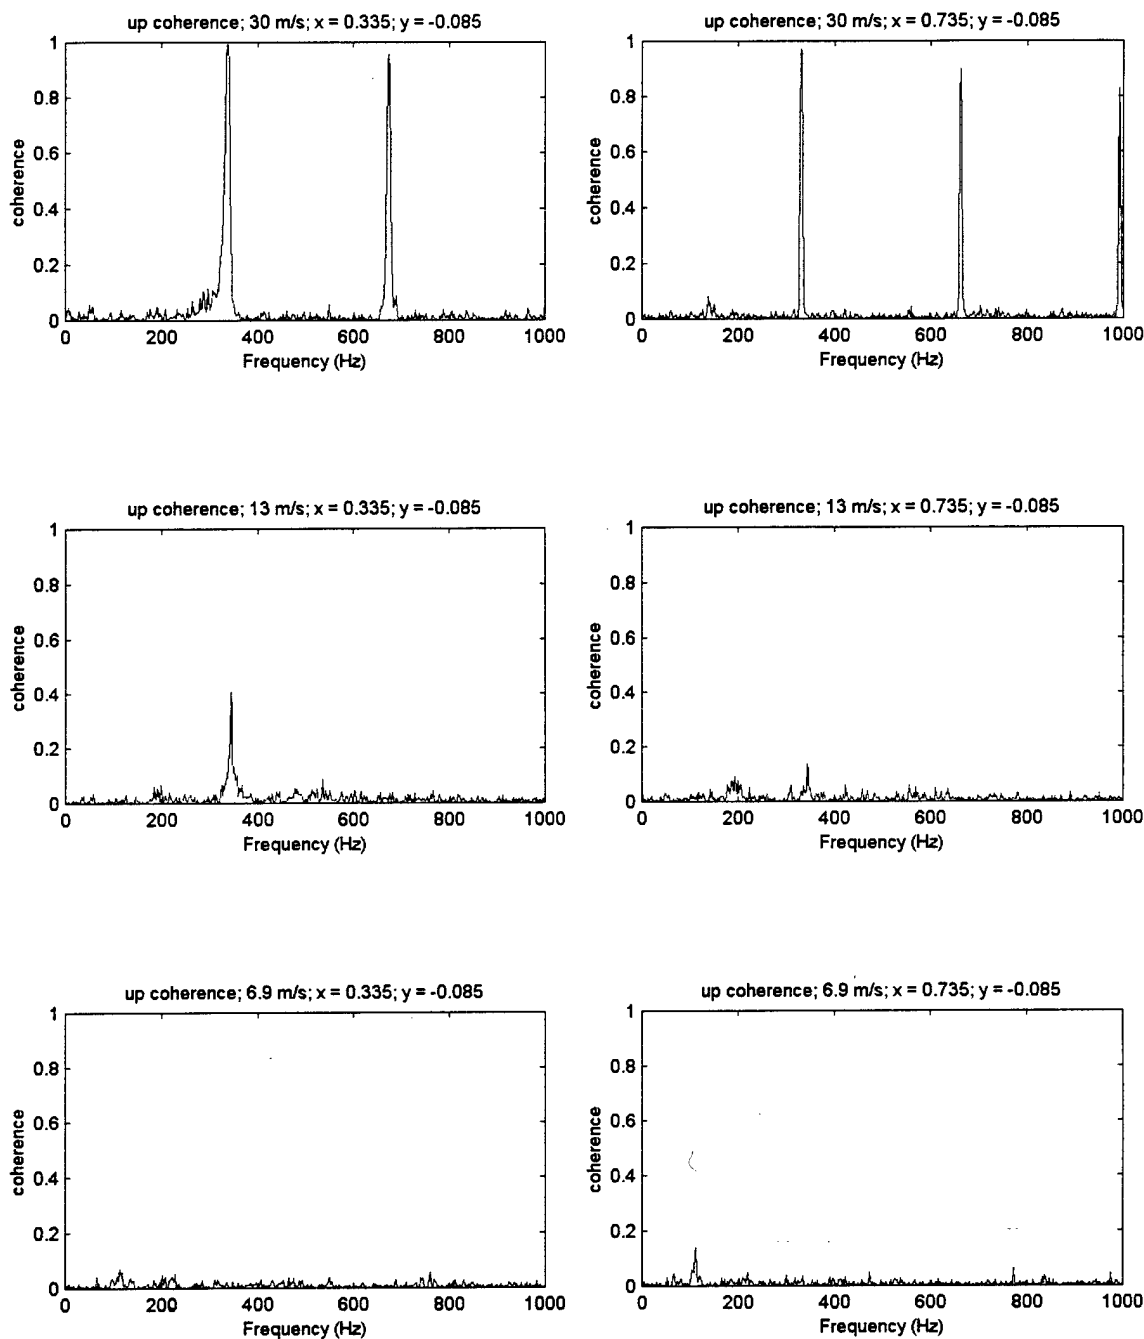 up coherence; 30 m/s; x = 0.335; y = -0.085
1
0.8
0.6
0.4
0.2
0
coherence
0 200 400 600 800 1000
Frequency (Hz)
up coherence; 30 m/s; x = 0.735; y = -0.085
1
0.8
0.6
0.4
0.2
0
coherence
0 200 400 600 800 1000
Frequency (Hz)
up coherence; 13 m/s; x = 0.335; y = -0.085
1
0.8
0.6
0.4
0.2
0
coherence
0 200 400 600 800 1000
Frequency (Hz)
up coherence; 13 m/s; x = 0.735; y = -0.085
1
0.8
0.6
0.4
0.2
0
coherence
0 200 400 600 800 1000
Frequency (Hz)
up coherence; 6.9 m/s; x = 0.335; y = -0.085
1
0.8
0.6
0.4
0.2
0
coherence
0 200 400 600 800 1000
Frequency (Hz)
up coherence; 6.9 m/s; x = 0.735; y = -0.085
1
0.8
0.6
0.4
0.2
0
coherence
0 200 400 600 800 1000
Frequency (Hz)